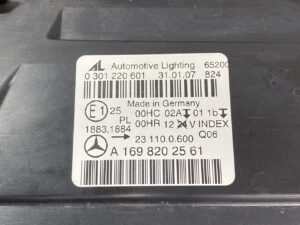 AL Automotive Lighting 65200
0 301 220 601 31.01.07 824
Made in Germany
E1 25 00HC 02A 01 1b
PL 00HR 12 24 V INDEX
1883,1884 Q06
23 110 0.600
A 169 820 25 61